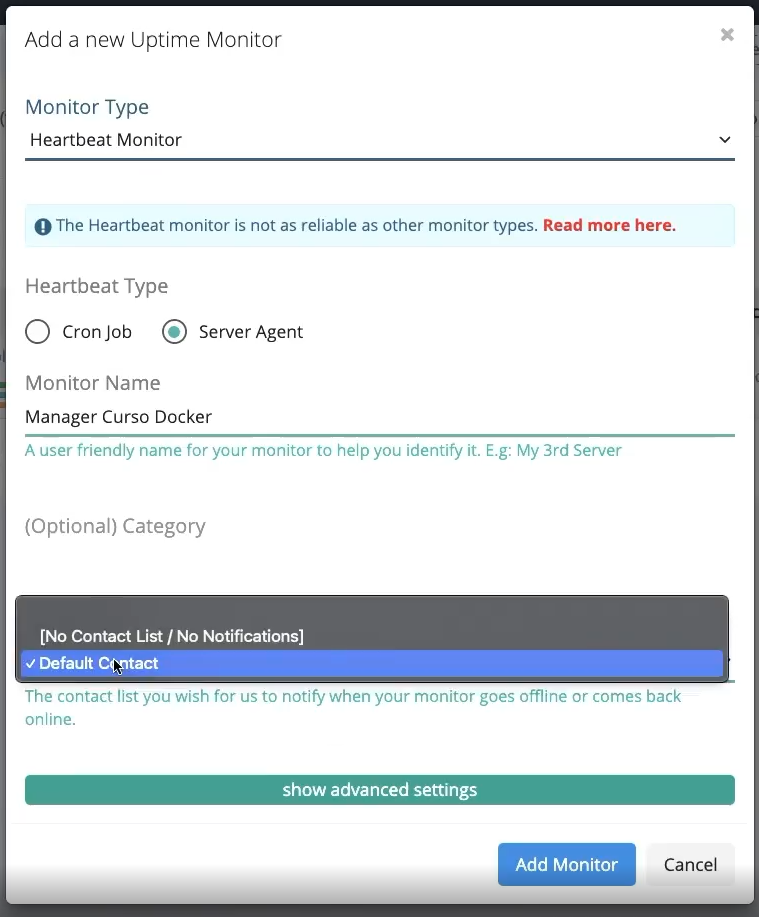 Add a new Uptime Monitor
Monitor Type
Heartbeat Monitor
The Heartbeat monitor is not as reliable as other monitor types. Read more here.
Heartbeat Type
Cron Job
Server Agent
Monitor Name
Manager Curso Docker
A user friendly name for your monitor to help you identify it. E.g: My 3rd Server
(Optional) Category
[No Contact List / No Notifications]
✓ Default Contact
The contact list you wish for us to notify when your monitor goes offline or comes back
online.
show advanced settings
Add Monitor
Cancel